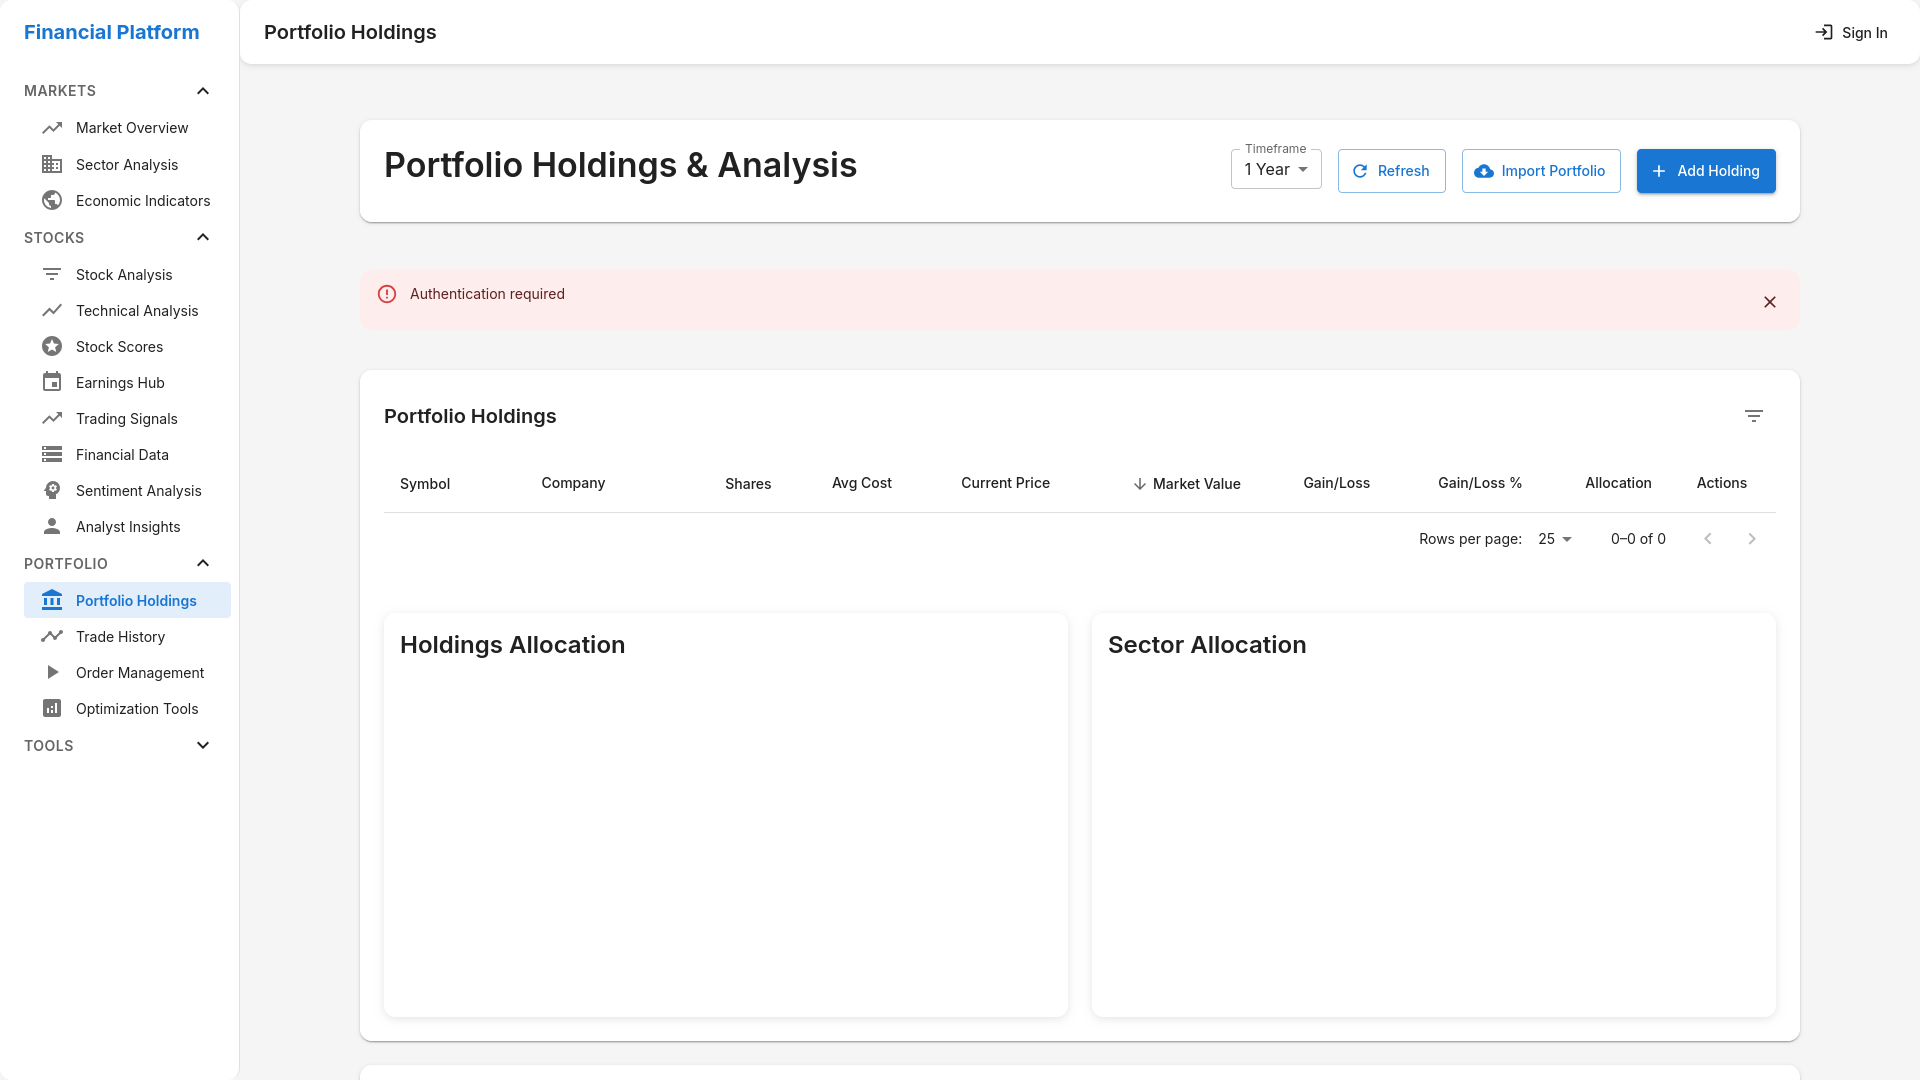 Financial Platform
Portfolio Holdings
Sign In
MARKETS
Market Overview
Sector Analysis
Economic Indicators
STOCKS
Stock Analysis
Technical Analysis
Stock Scores
Earnings Hub
Trading Signals
Financial Data
Sentiment Analysis
Analyst Insights
PORTFOLIO
Portfolio Holdings
Trade History
Order Management
Optimization Tools
TOOLS
Portfolio Holdings & Analysis
Timeframe
1 Year
Refresh
Import Portfolio
Add Holding
Authentication required
Portfolio Holdings
Symbol Company Shares Avg Cost Current Price Market Value Gain/Loss Gain/Loss % Allocation Actions
Rows per page: 25 0–0 of 0
Holdings Allocation
Sector Allocation